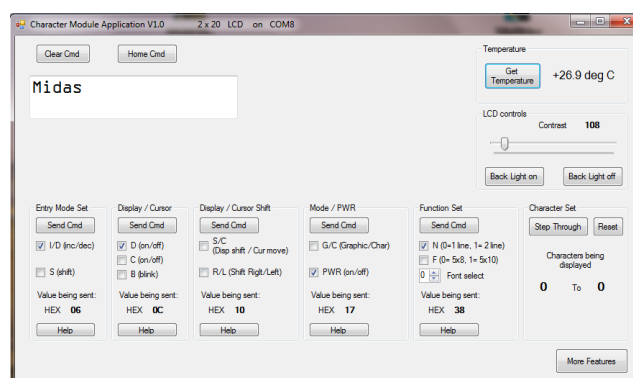 Character Module Application V1.0 2 x 20 LCD on COM8
Clear Cmd Home Cmd
Midas
Temperature
Get Temperature +26.9 deg C
LCD controls
Contrast 108
Back Light on Back Light off
Entry Mode Set
Send Cmd
I/D (inc/dec)
S (shift)
Value being sent:
HEX 06
Help
Display / Cursor
Send Cmd
D (on/off)
C (on/off)
B (blink)
Value being sent:
HEX 0C
Help
Display / Cursor Shift
Send Cmd
S/C
(Disp shift / Cur move)
R/L (Shift Riglt/Left)
Value being sent:
HEX 10
Help
Mode / PWR
Send Cmd
G/C (Graphic/Char)
PWR (on/off)
Value being sent:
HEX 17
Help
Function Set
Send Cmd
N (0=1 line, 1= 2 line)
F (0= 5x8, 1= 5x10)
0 Font select
Value being sent:
HEX 38
Help
Character Set
Step Through Reset
Characters being
displayed
0 To 0
More Features